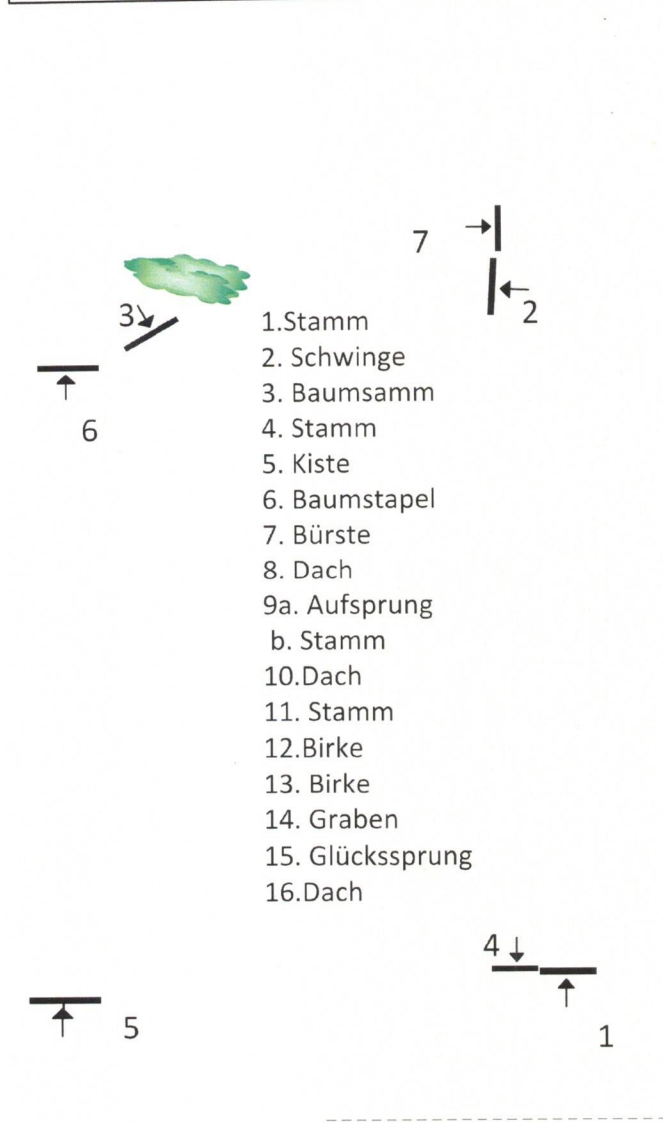 7
2
3
6
1.Stamm
2. Schwinge
3. Baumsamm
4. Stamm
5. Kiste
6. Baumstapel
7. Bürste
8. Dach
9a. Aufsprung
b. Stamm
10.Dach
11. Stamm
12.Birke
13. Birke
14. Graben
15. Glückssprung
16.Dach
4
5
1